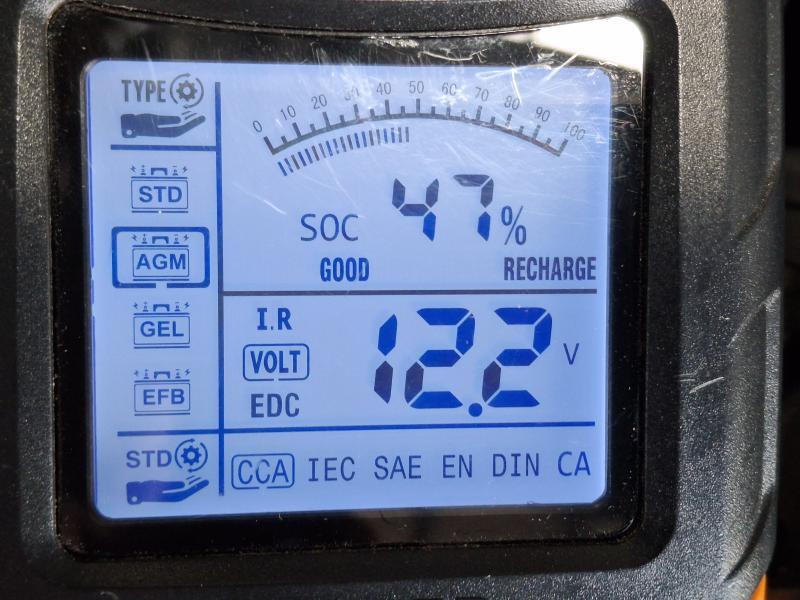 TYPE
0 10 20 30 40 50 60 70 80 90 100
STD
AGM
GEL
EFB
STD
SOC 47%
GOOD RECHARGE
I.R
VOLT
EDC
12.2 V
CCA IEC SAE EN DIN CA